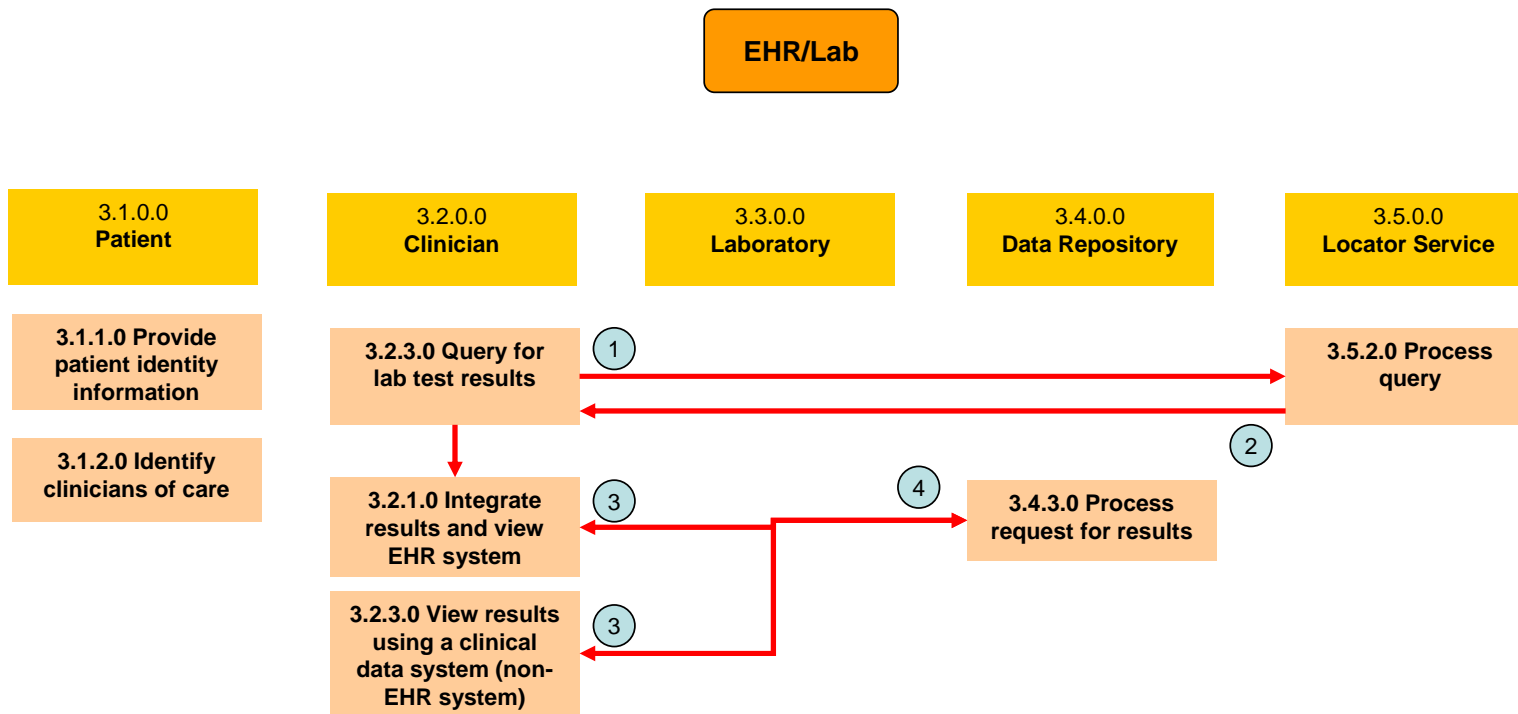 EHR/Lab
3.1.0.0
Patient
3.2.0.0
Clinician
3.3.0.0
Laboratory
3.4.0.0
Data Repository
3.5.0.0
Locator Service
3.1.1.0 Provide
patient identity
information
3.1.2.0 Identify
clinicians of care
3.2.3.0 Query for
lab test results
1
3.5.2.0 Process
query
2
3.2.1.0 Integrate
results and view
EHR system
3
4
3.4.3.0 Process
request for results
3.2.3.0 View results
using a clinical
data system (non-
EHR system)
3